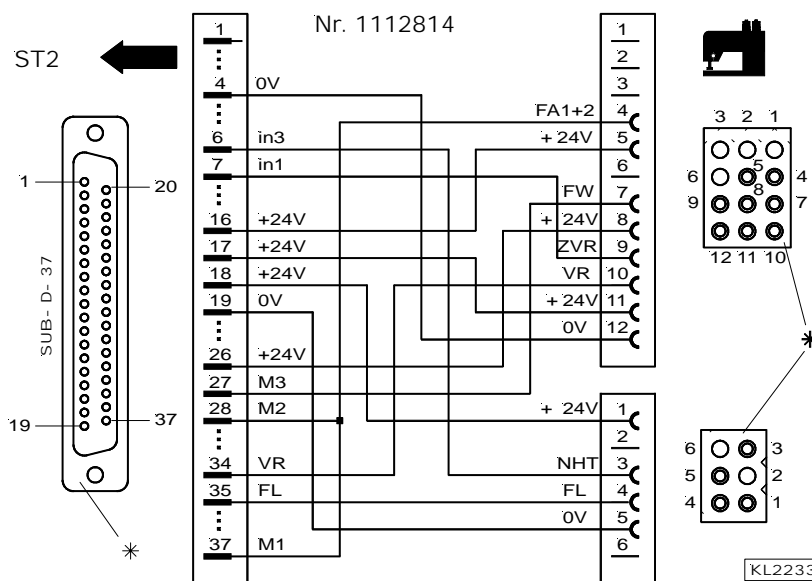 Nr. 1112814
ST2
1
4 0V
6 in3
7 in1
16 +24V
17 +24V
18 +24V
19 0V
26 +24V
27 M3
28 M2
34 VR
35 FL
37 M1
1
2
3
FA1+2 4
+24V 5
6
FW 7
+24V 8
ZVR 9
VR 10
+24V 11
0V 12
+24V 1
2
NHT 3
FL 4
0V 5
6
1 20
SUB-D-37
19 37
3 2 1
5
6 4
8
9 7
12 11 10
*
6 3
5 2
4 1
*
KL2233